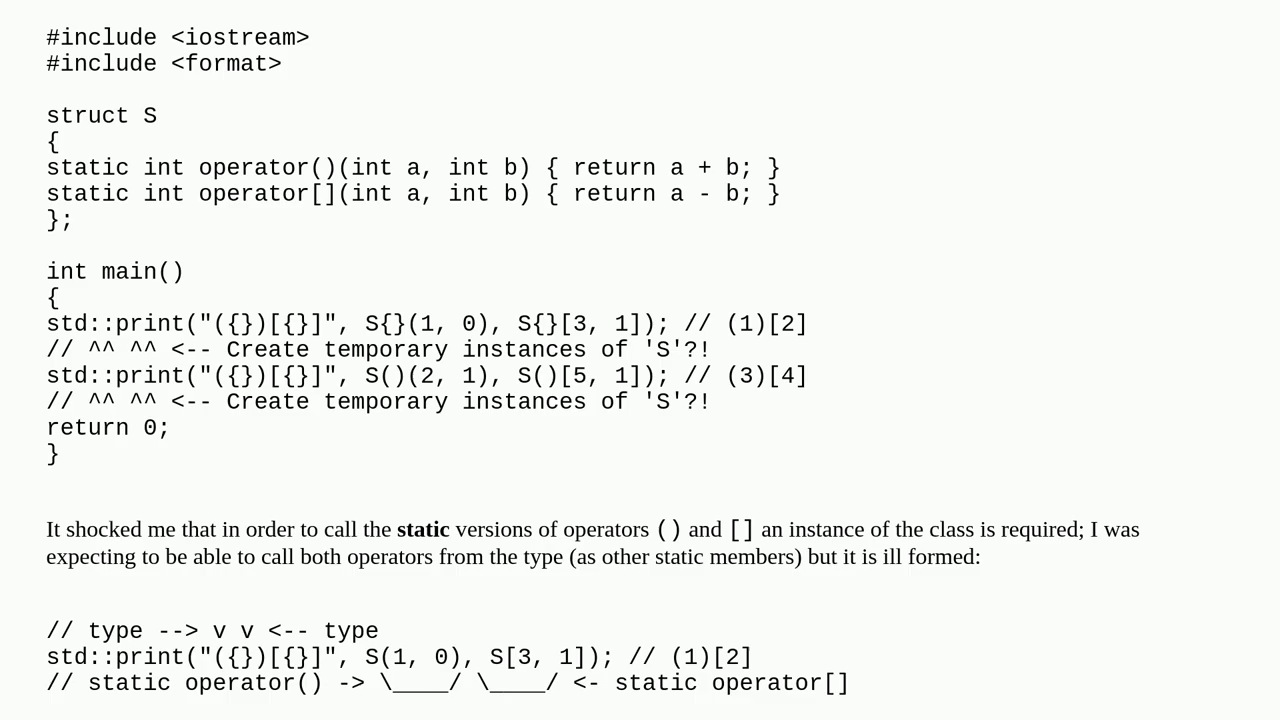 #include <iostream>
#include <format>
struct S
{
static int operator()(int a, int b) { return a + b; }
static int operator[](int a, int b) { return a - b; }
};
int main()
{
std::print("({})[{}]", S{}(1, 0), S{}[3, 1]); // (1)[2]
// ^^ ^^ <-- Create temporary instances of 'S'?!
std::print("({})[{}]", S()(2, 1), S()[5, 1]); // (3)[4]
// ^^ ^^ <-- Create temporary instances of 'S'?!
return 0;
}
It shocked me that in order to call the static versions of operators () and [] an instance of the class is required; I was
expecting to be able to call both operators from the type (as other static members) but it is ill formed:
// type --> v v <-- type
std::print("({})[{}]", S(1, 0), S[3, 1]); // (1)[2]
// static operator() -> \____/ \____/ <- static operator[]